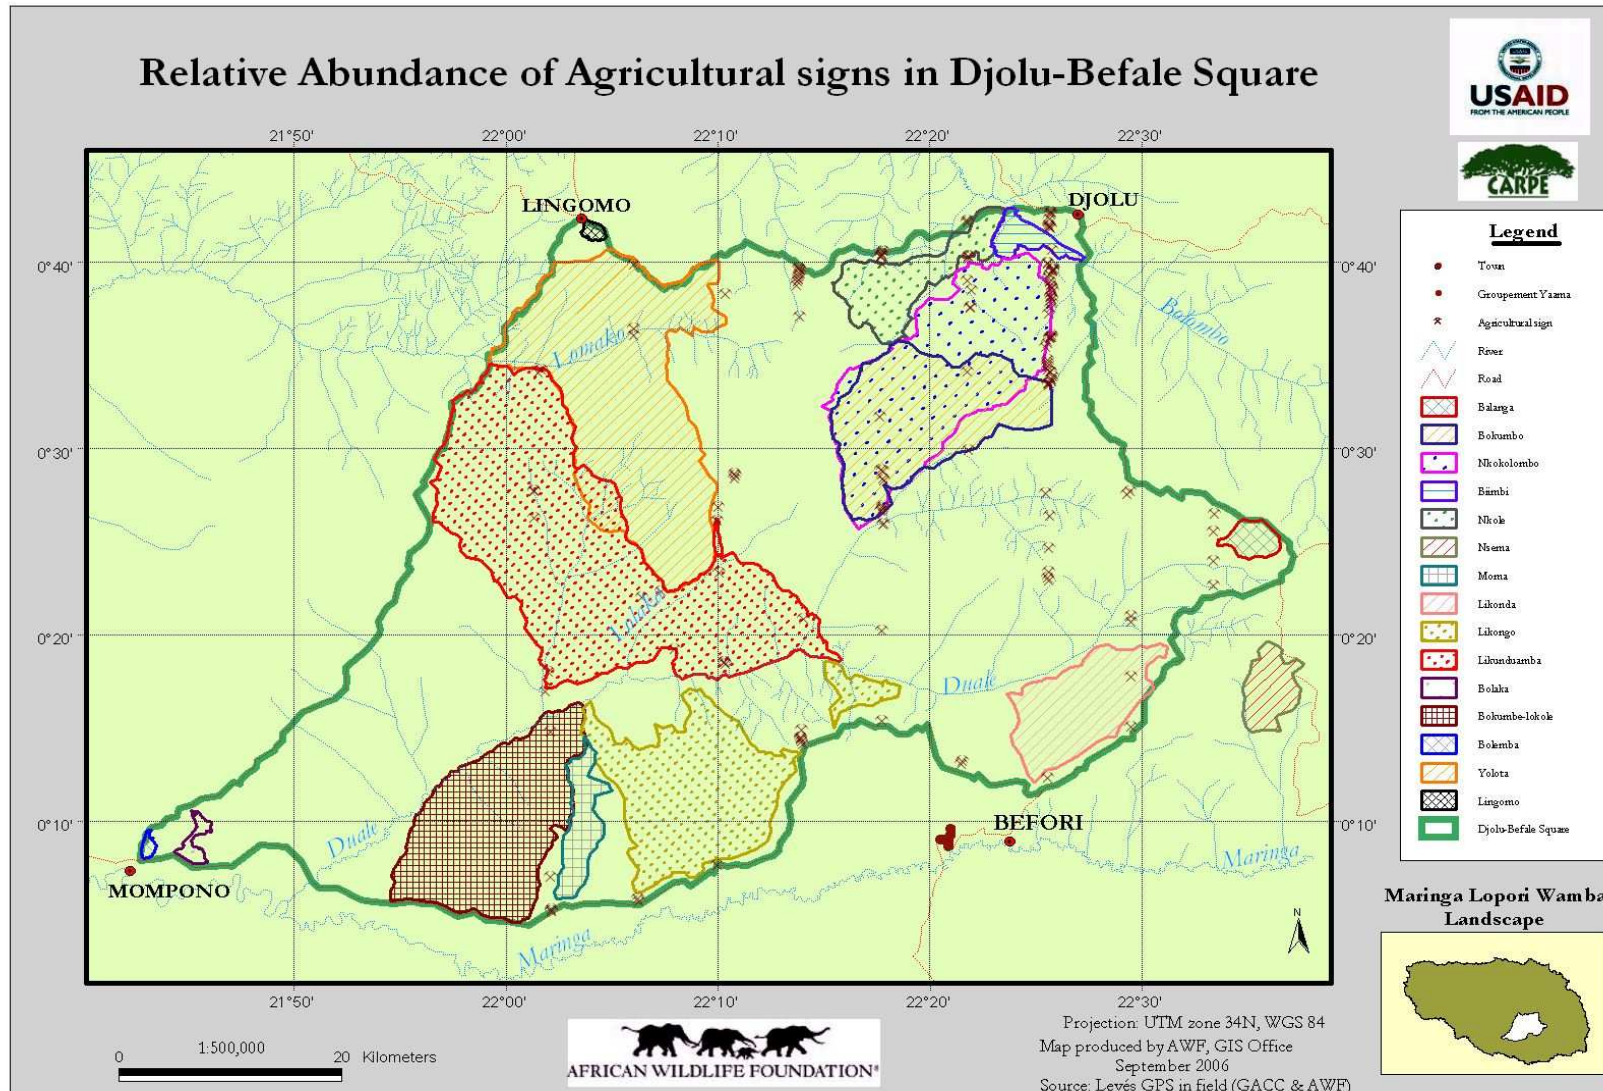 Relative Abundance of Agricultural signs in Djolu-Befale Square
USAID
FROM THE AMERICAN PEOPLE
CARPE
21°50' 22°00' 22°10' 22°20' 22°30'
LINGOMO
DJOLU
0°40' 0°40'
Lomako
Bolombo
0°30' 0°30'
0°20' 0°20'
Duale
0°10' 0°10'
Duale
BEFORI
Maringa
MOMPONO
Maringa
N
21°50' 22°00' 22°10' 22°20' 22°30'
Legend
Town
Groupement Yaama
Agricultural sign
River
Road
Balanga
Bokumbo
Nkokolombo
Biimbi
Nkole
Nsema
Moma
Likonda
Likongo
Likunduamba
Bolaka
Bokumbe-lokole
Bolemba
Yolota
Lingomo
Djolu-Befale Square
Maringa Lopori Wamba
Landscape
1:500,000
0 20 Kilometers
AFRICAN WILDLIFE FOUNDATION®
Projection: UTM zone 34N, WGS 84
Map produced by AWF, GIS Office
September 2006
Source: Levés GPS in field (GACC & AWF)